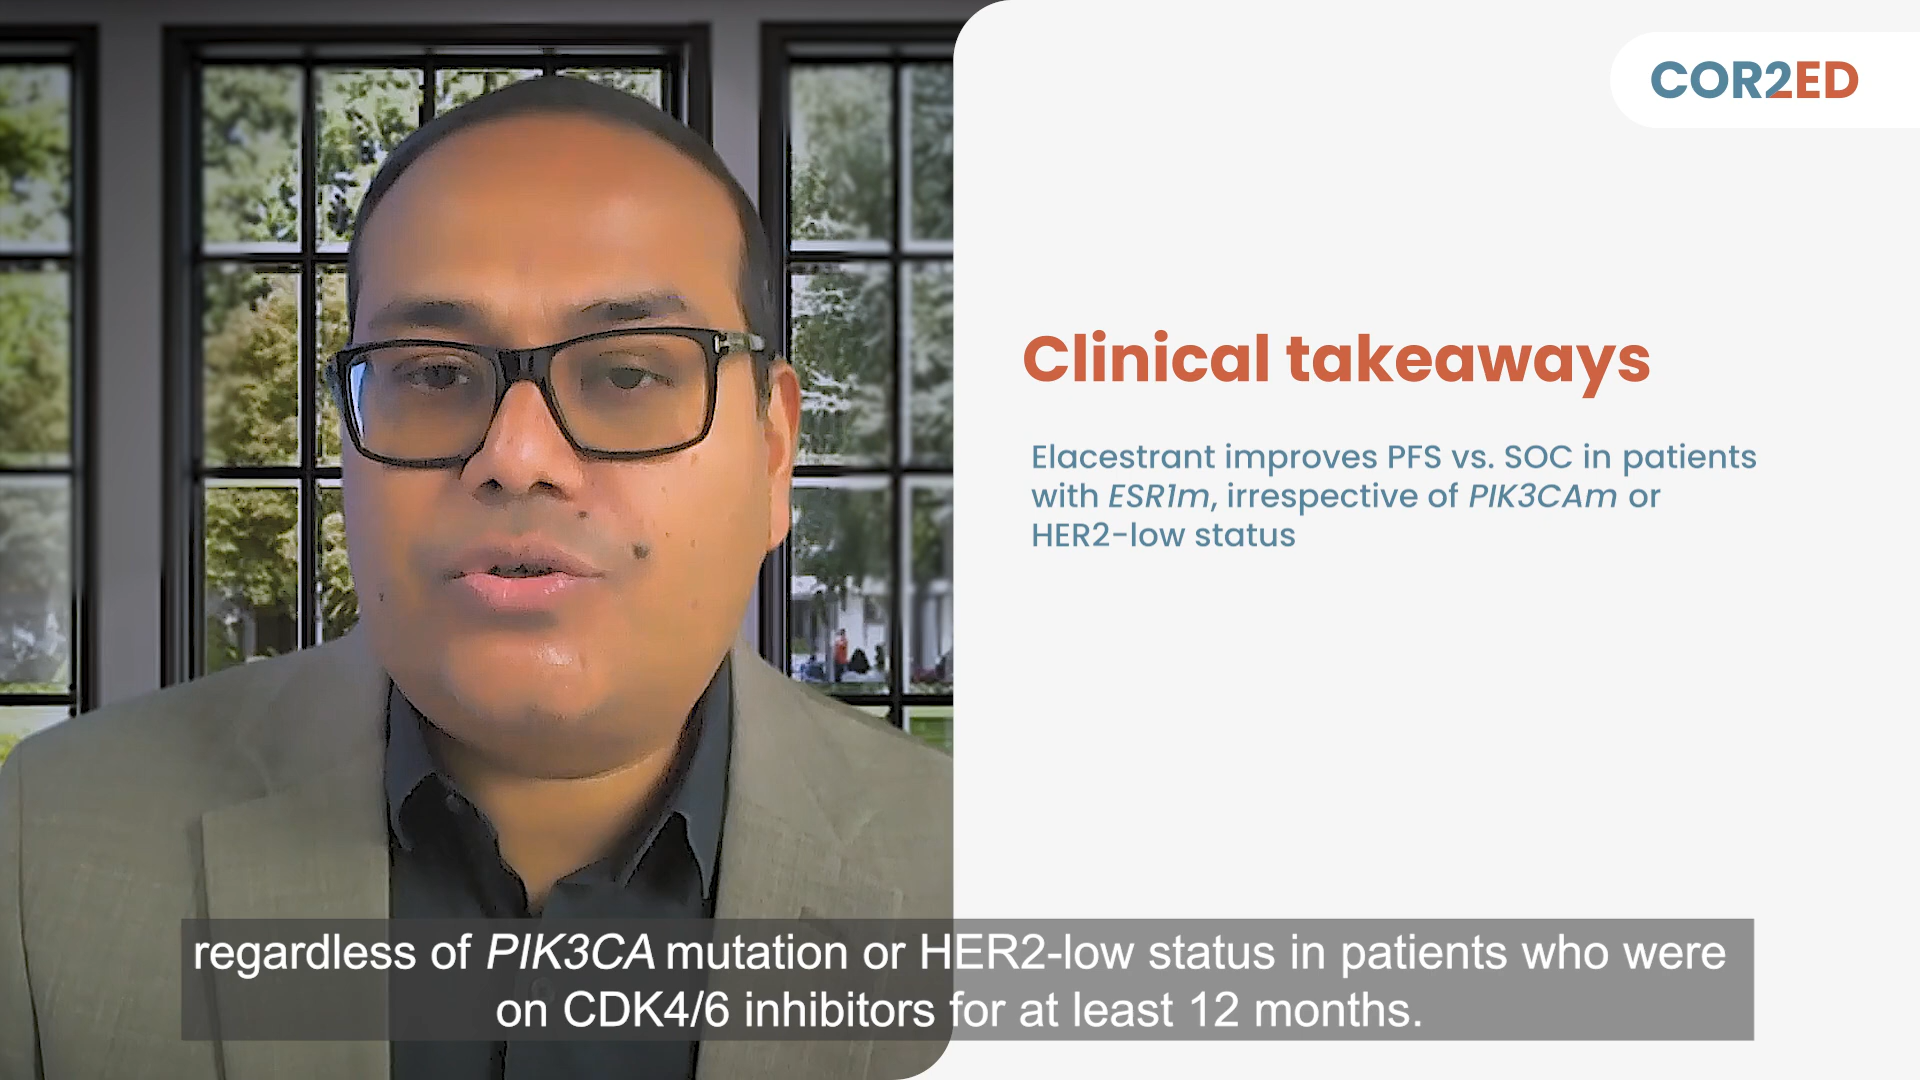 COR2ED
Clinical takeaways
Elacestrant improves PFS vs. SOC in patients
with ESR1m, irrespective of PIK3CAm or
HER2-low status
regardless of PIK3CA mutation or HER2-low status in patients who were
on CDK4/6 inhibitors for at least 12 months.